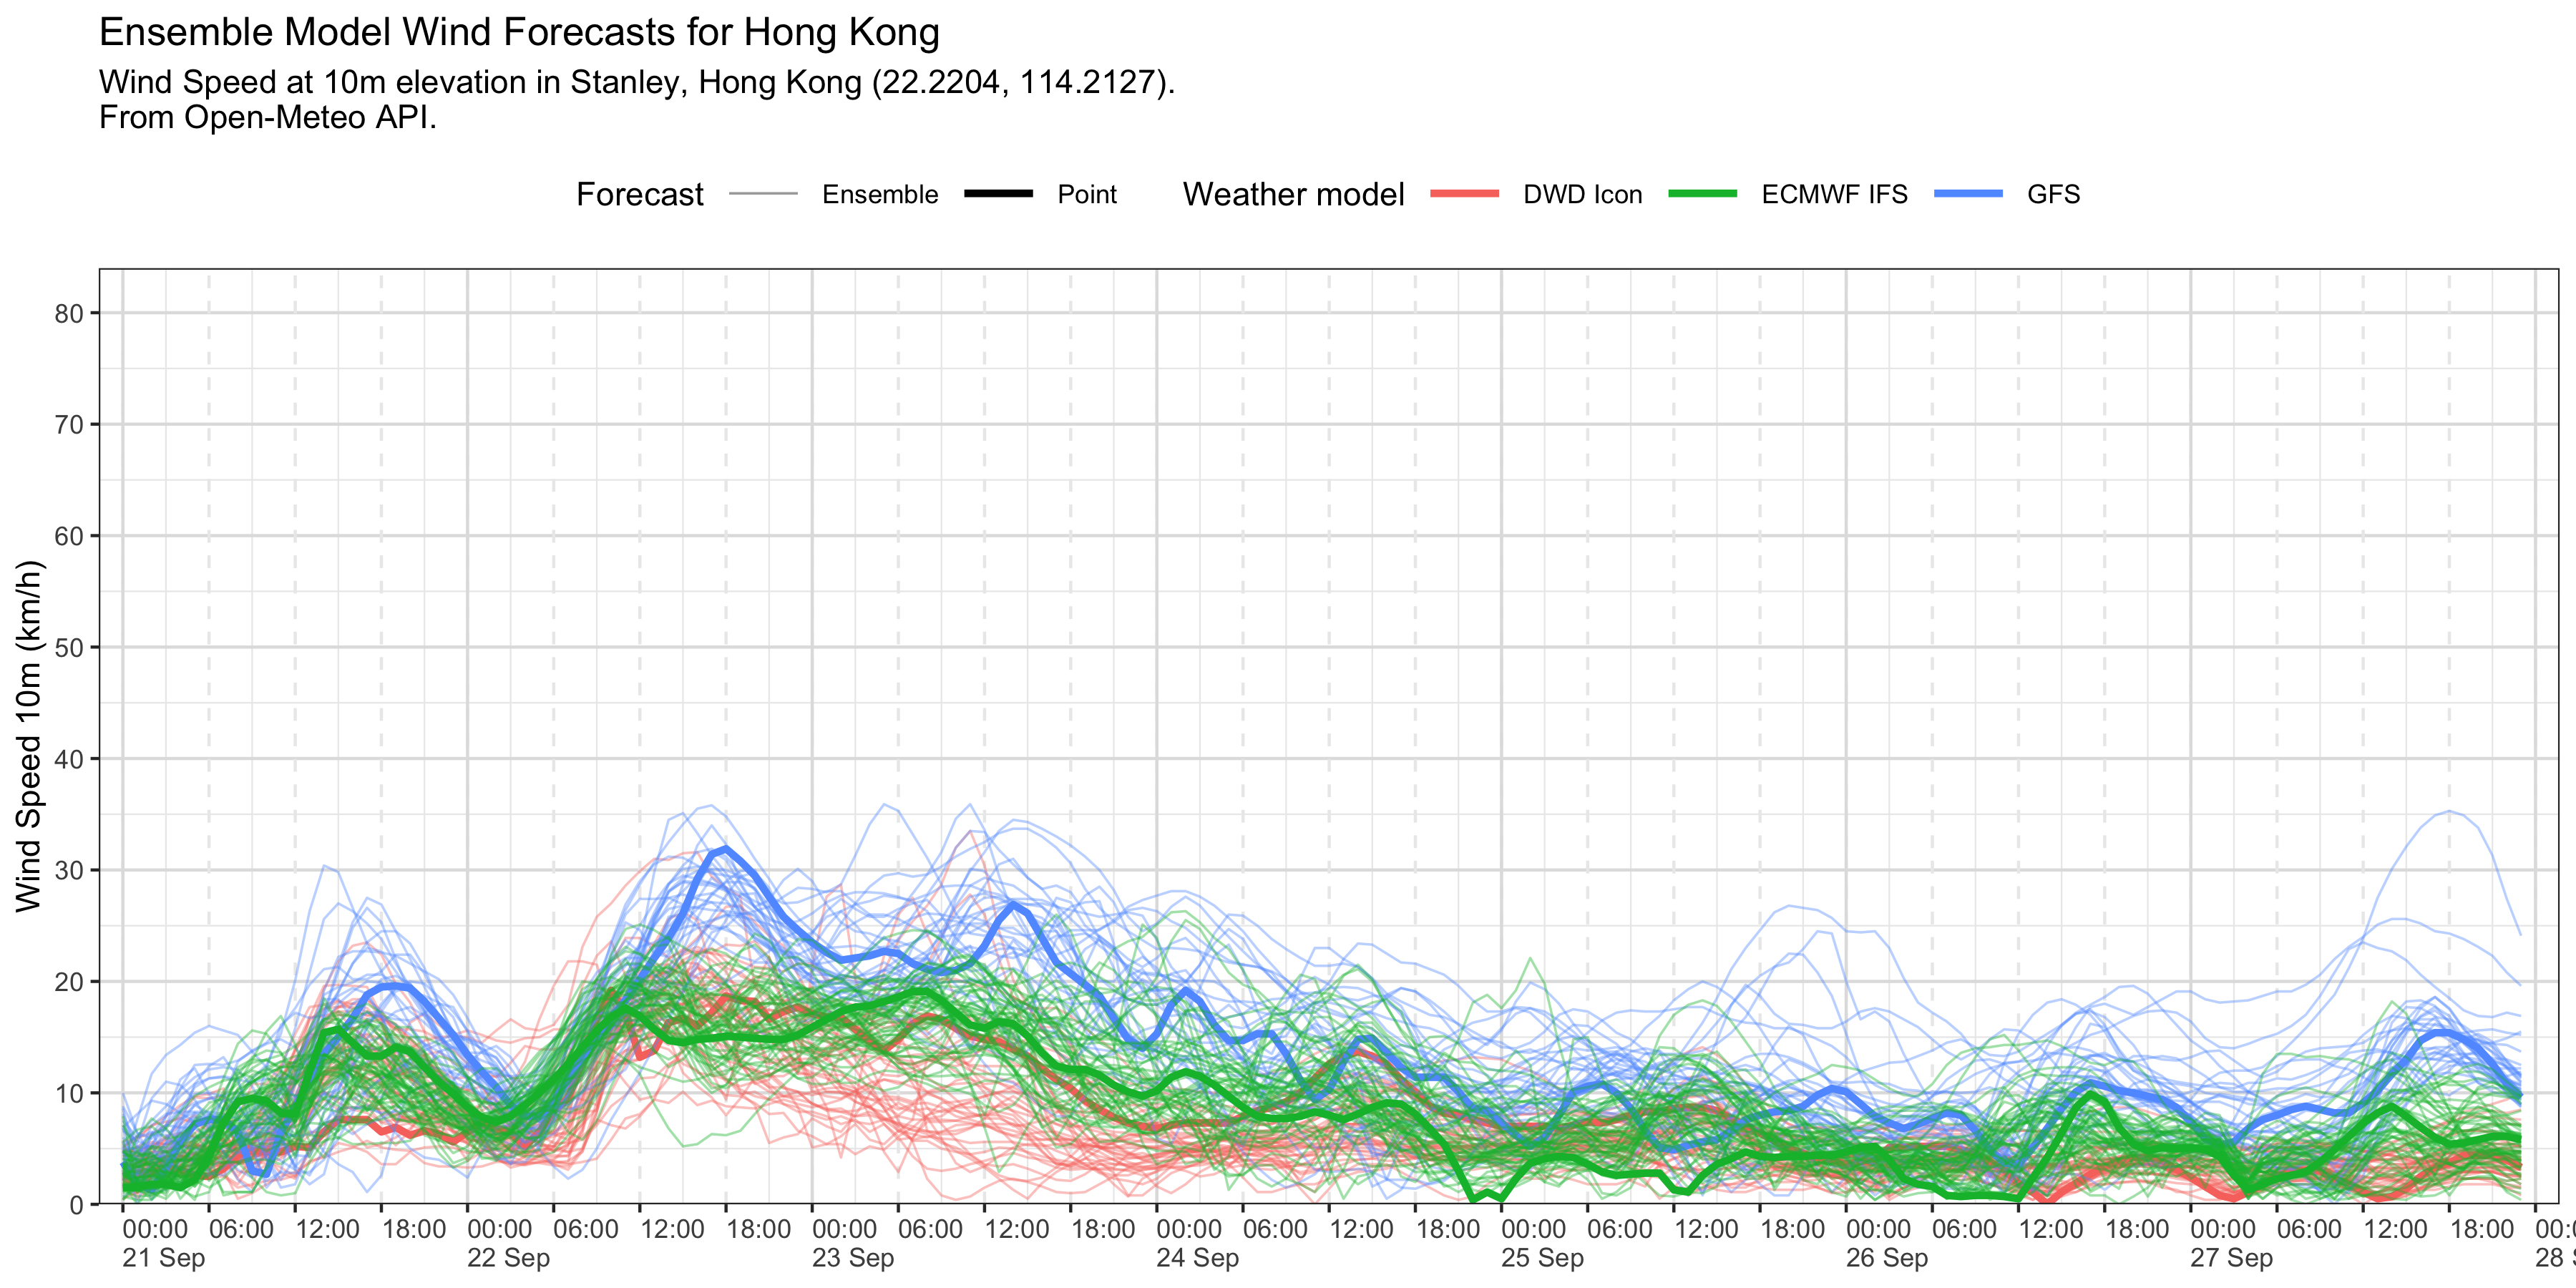 Ensemble Model Wind Forecasts for Hong Kong
Wind Speed at 10m elevation in Stanley, Hong Kong (22.2204, 114.2127).
From Open-Meteo API.
Forecast Ensemble Point Weather model DWD Icon ECMWF IFS GFS
Wind Speed 10m (km/h)
80
70
60
50
40
30
20
10
0
00:00 06:00 12:00 18:00 00:00 06:00 12:00 18:00 00:00 06:00 12:00 18:00 00:00 06:00 12:00 18:00 00:00 06:00 12:00 18:00 00:00 06:00 12:00 18:00 00:00 06:00 12:00 18:00
21 Sep 22 Sep 23 Sep 24 Sep 25 Sep 26 Sep 27 Sep 28